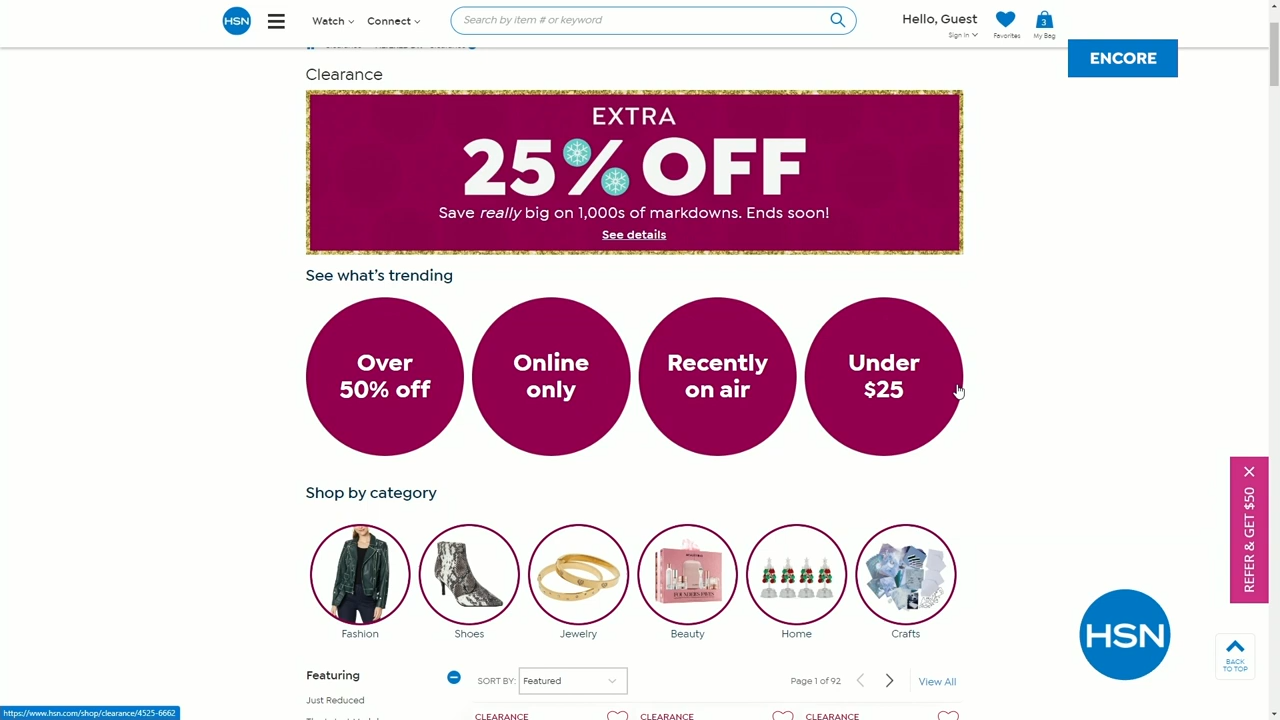 HSN
Watch
Connect
Search by item # or keyword
Hello, Guest
Sign In
Favorites
3
My Bag
ENCORE
Clearance
EXTRA
25% OFF
Save really big on 1,000s of markdowns. Ends soon!
See details
See what's trending
Over
50% off
Online
only
Recently
on air
Under
$25
REFER & GET $50
Shop by category
Fashion
Shoes
Jewelry
Beauty
Home
Crafts
HSN
BACK
TO TOP
Featuring
SORT BY: Featured
Page 1 of 92
View All
Just Reduced
https://www.hsn.com/shop/clearance/4525-6662
CLEARANCE
CLEARANCE
CLEARANCE